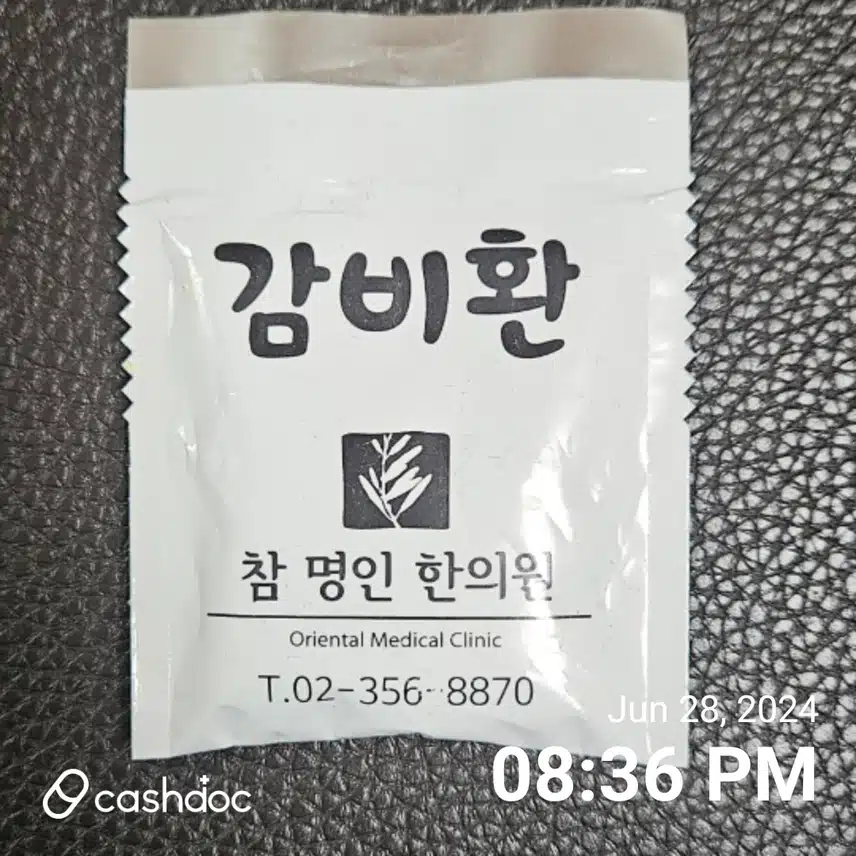 감비환
참 명인 한의원
Oriental Medical Clinic
T.02-356-8870
Jun 28, 2024
08:36 PM
cashdoc